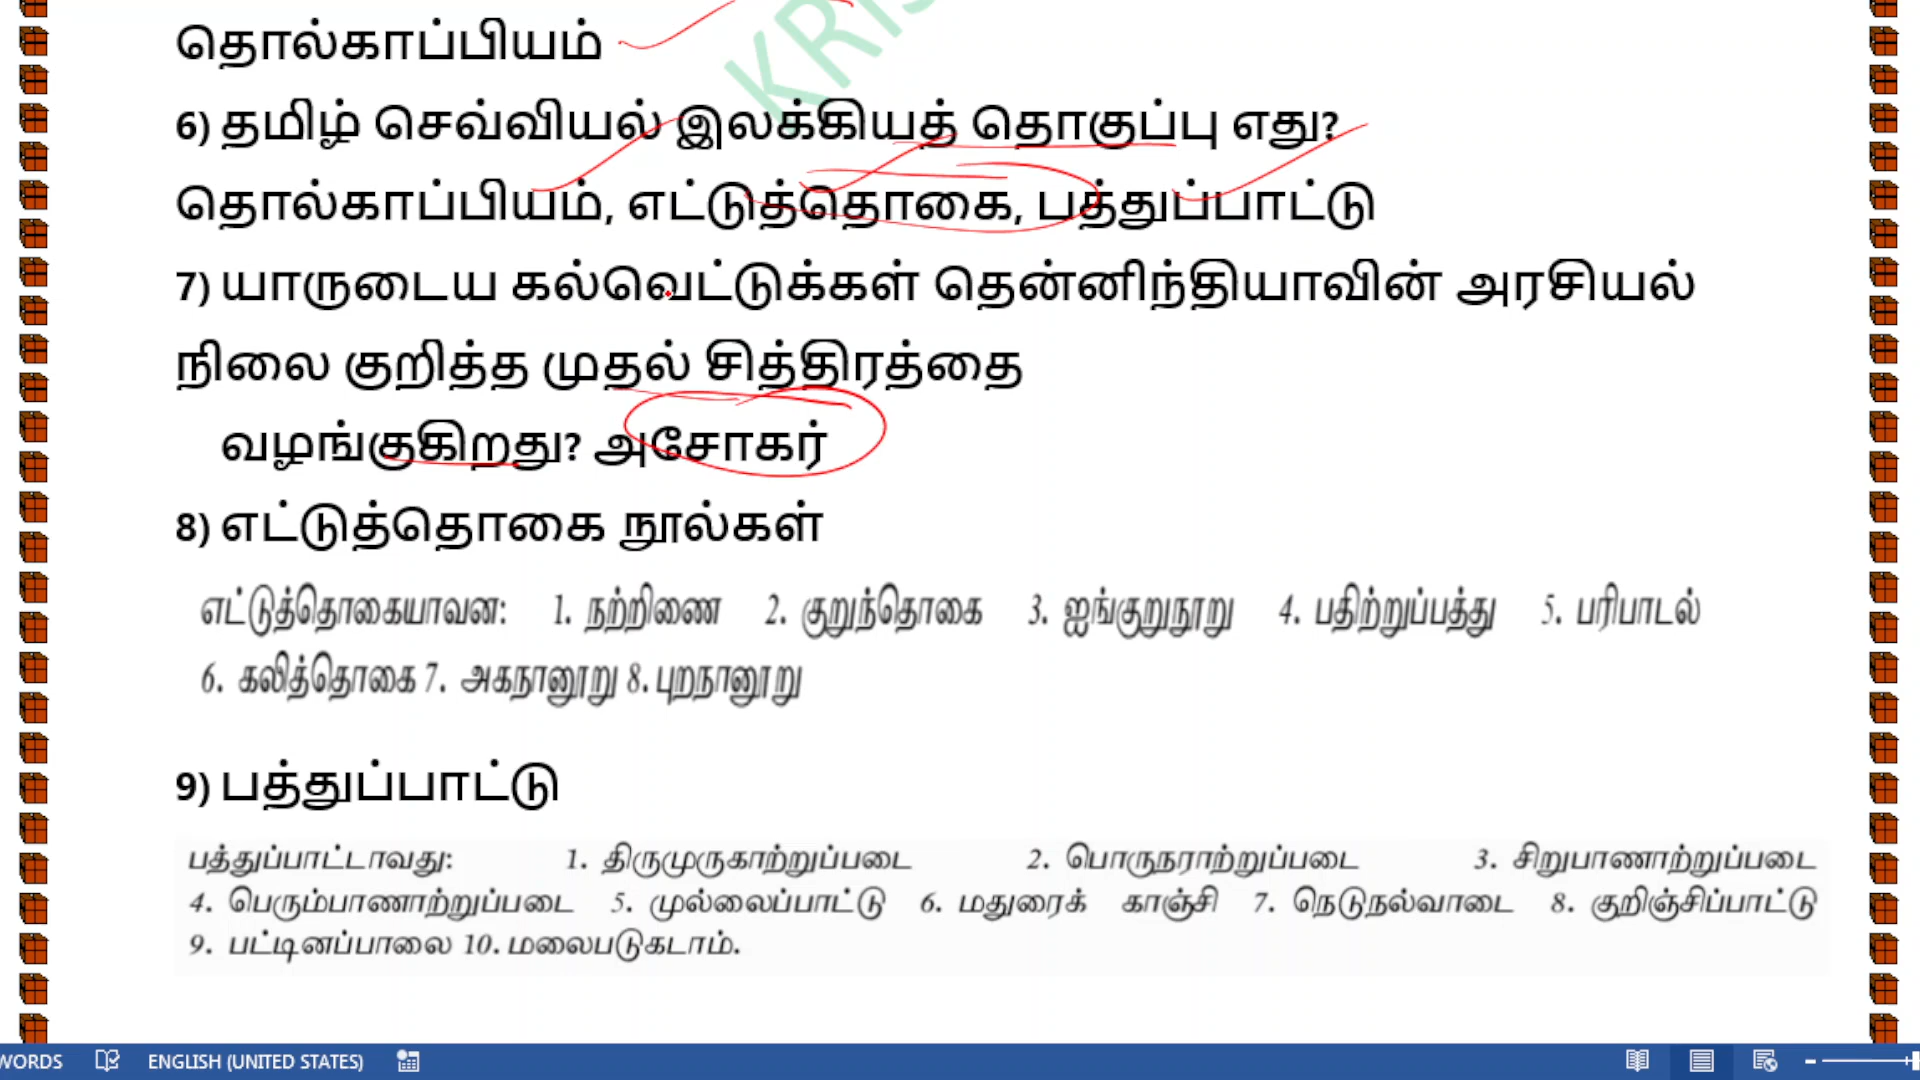 தொல்காப்பியம்
6) தமிழ் செவ்வியல் இலக்கியத் தொகுப்பு எது?
தொல்காப்பியம், எட்டுத்தொகை, பத்துப்பாட்டு
7) யாருடைய கல்வெட்டுக்கள் தென்னிந்தியாவின் அரசியல்
நிலை குறித்த முதல் சித்திரத்தை
வழங்குகிறது? அசோகர்
8) எட்டுத்தொகை நூல்கள்
எட்டுத்தொகையாவன: 1. நற்றிணை 2. குறுந்தொகை 3. ஐங்குறுநூறு 4. பதிற்றுப்பத்து 5. பரிபாடல்
6. கலித்தொகை 7. அகநானூறு 8. புறநானூறு
9) பத்துப்பாட்டு
பத்துப்பாட்டாவது: 1. திருமுருகாற்றுப்படை 2. பொருநராற்றுப்படை 3. சிறுபாணாற்றுப்படை
4. பெரும்பாணாற்றுப்படை 5. முல்லைப்பாட்டு 6. மதுரைக் காஞ்சி 7. நெடுநல்வாடை 8. குறிஞ்சிப்பாட்டு
9. பட்டினப்பாலை 10. மலைபடுகடாம்.
WORDS ENGLISH (UNITED STATES)